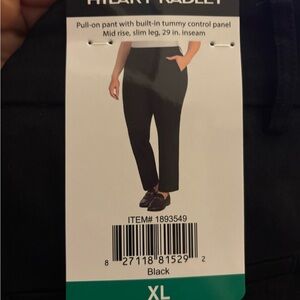 HILARY RADLEY
Pull-on pant with built-in tummy control panel
Mid rise, slim leg, 29 in. Inseam
ITEM# 1893549
8 27118 81529 2
Black
XL